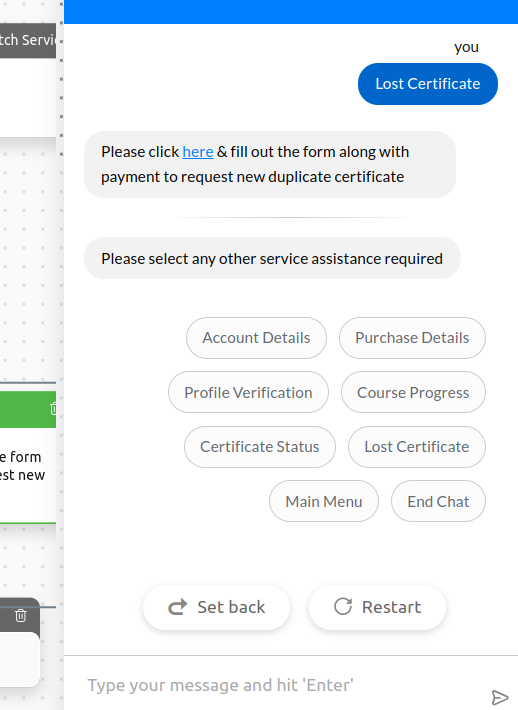 tch Servi
you
Lost Certificate
Please click here & fill out the form along with
payment to request new duplicate certificate
Please select any other service assistance required
Account Details
Purchase Details
Profile Verification
Course Progress
Certificate Status
Lost Certificate
Main Menu
End Chat
e form
est new
Set back
Restart
Type your message and hit 'Enter'